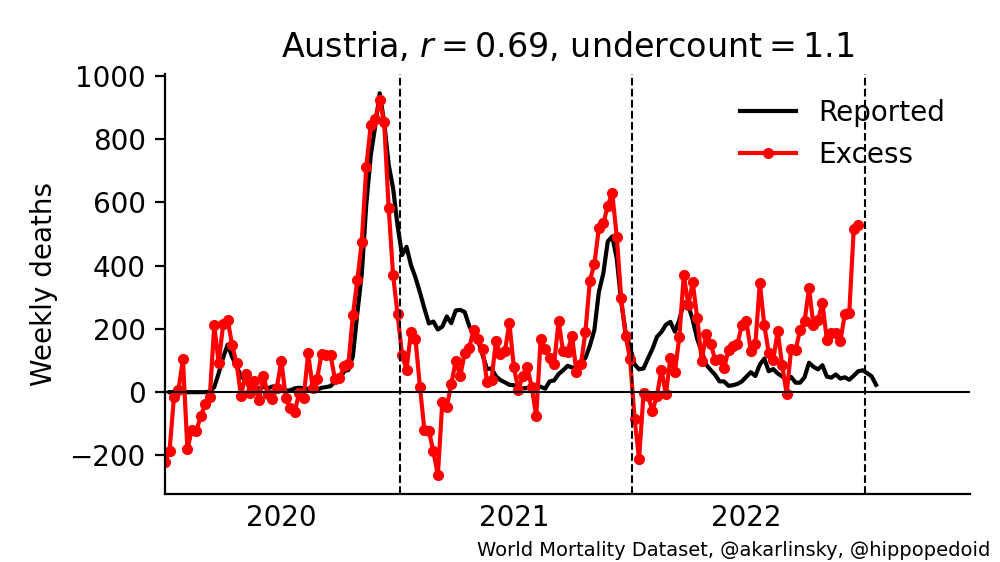 Austria, r = 0.69, undercount = 1.1
Reported
Excess
Weekly deaths
1000
800
600
400
200
0
−200
2020
2021
2022
World Mortality Dataset, @akarlinsky, @hippopedoid